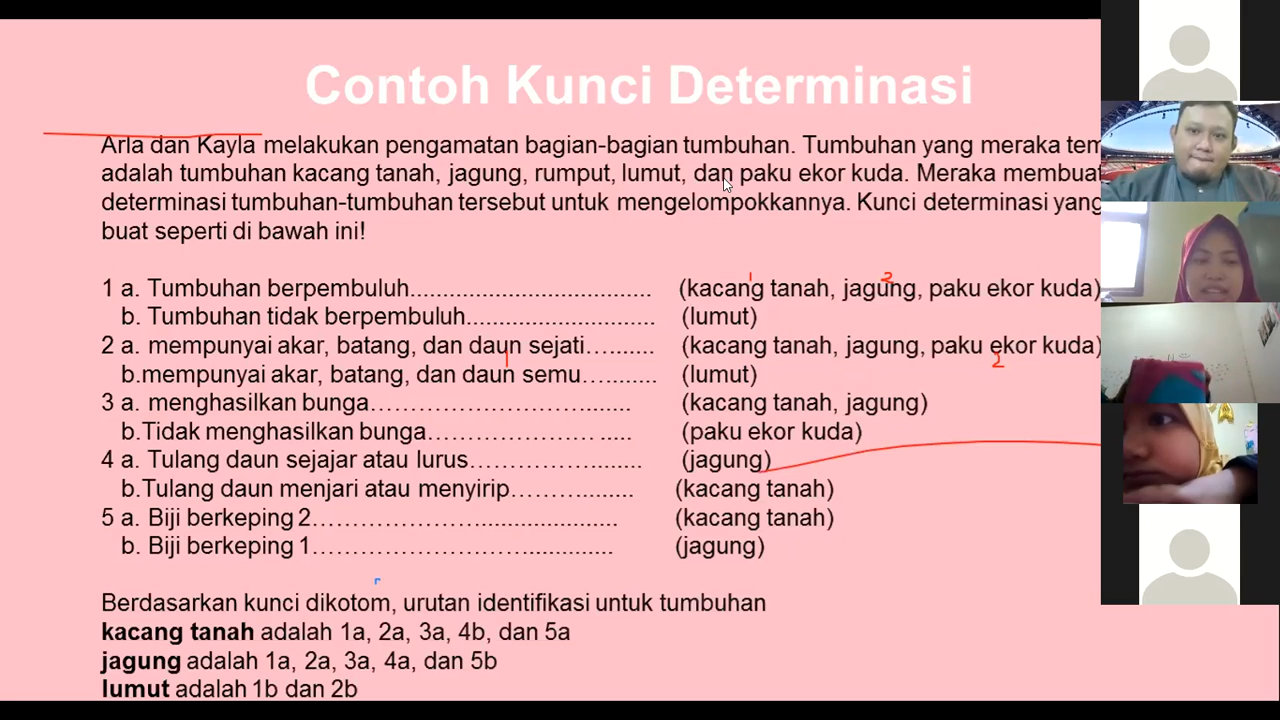 Contoh Kunci Determinasi
Arla dan Kayla melakukan pengamatan bagian-bagian tumbuhan. Tumbuhan yang meraka tem
adalah tumbuhan kacang tanah, jagung, rumput, lumut, dan paku ekor kuda. Meraka membuat
determinasi tumbuhan-tumbuhan tersebut untuk mengelompokkannya. Kunci determinasi yang
buat seperti di bawah ini!
1 2
1 a. Tumbuhan berpembuluh..................................... (kacang tanah, jagung, paku ekor kuda)
b. Tumbuhan tidak berpembuluh............................. (lumut)
2 a. mempunyai akar, batang, dan daun sejati…....... (kacang tanah, jagung, paku ekor kuda)
1 2
b.mempunyai akar, batang, dan daun semu…........ (lumut)
3 a. menghasilkan bunga……………………........ (kacang tanah, jagung)
b.Tidak menghasilkan bunga………………… ..... (paku ekor kuda)
4 a. Tulang daun sejajar atau lurus…………........ (jagung)
b.Tulang daun menjari atau menyirip……........... (kacang tanah)
5 a. Biji berkeping 2………………...................... (kacang tanah)
b. Biji berkeping 1……………………............... (jagung)
r
Berdasarkan kunci dikotom, urutan identifikasi untuk tumbuhan
kacang tanah adalah 1a, 2a, 3a, 4b, dan 5a
jagung adalah 1a, 2a, 3a, 4a, dan 5b
lumut adalah 1b dan 2b